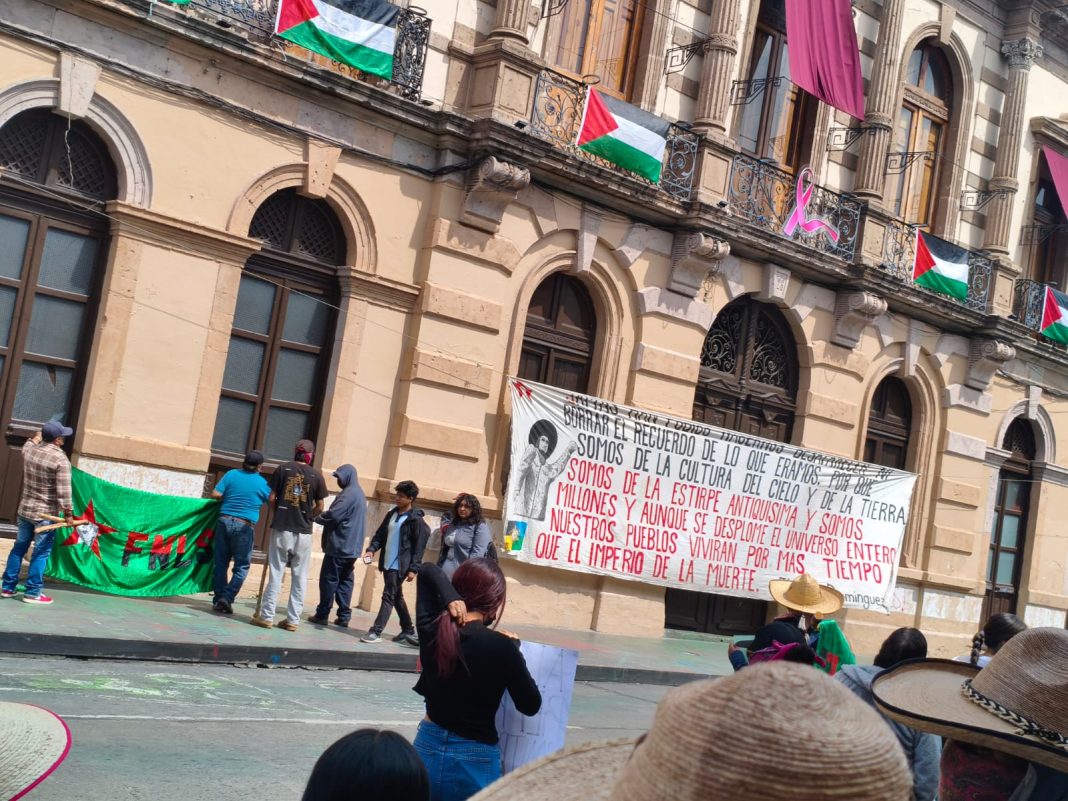 FNLS
BORRAR EL RECUERDO DE LO QUE ERAMOS, POR QUE
SOMOS DE LA CULTURA DEL CIELO Y DE LA TIERRA
SOMOS DE LA ESTIRPE ANTIQUISIMA Y SOMOS
MILLONES Y AUNQUE SE DESPLOME EL UNIVERSO ENTERO
NUESTROS PUEBLOS VIVIRAN POR MAS TIEMPO
QUE EL IMPERIO DE LA MUERTE.